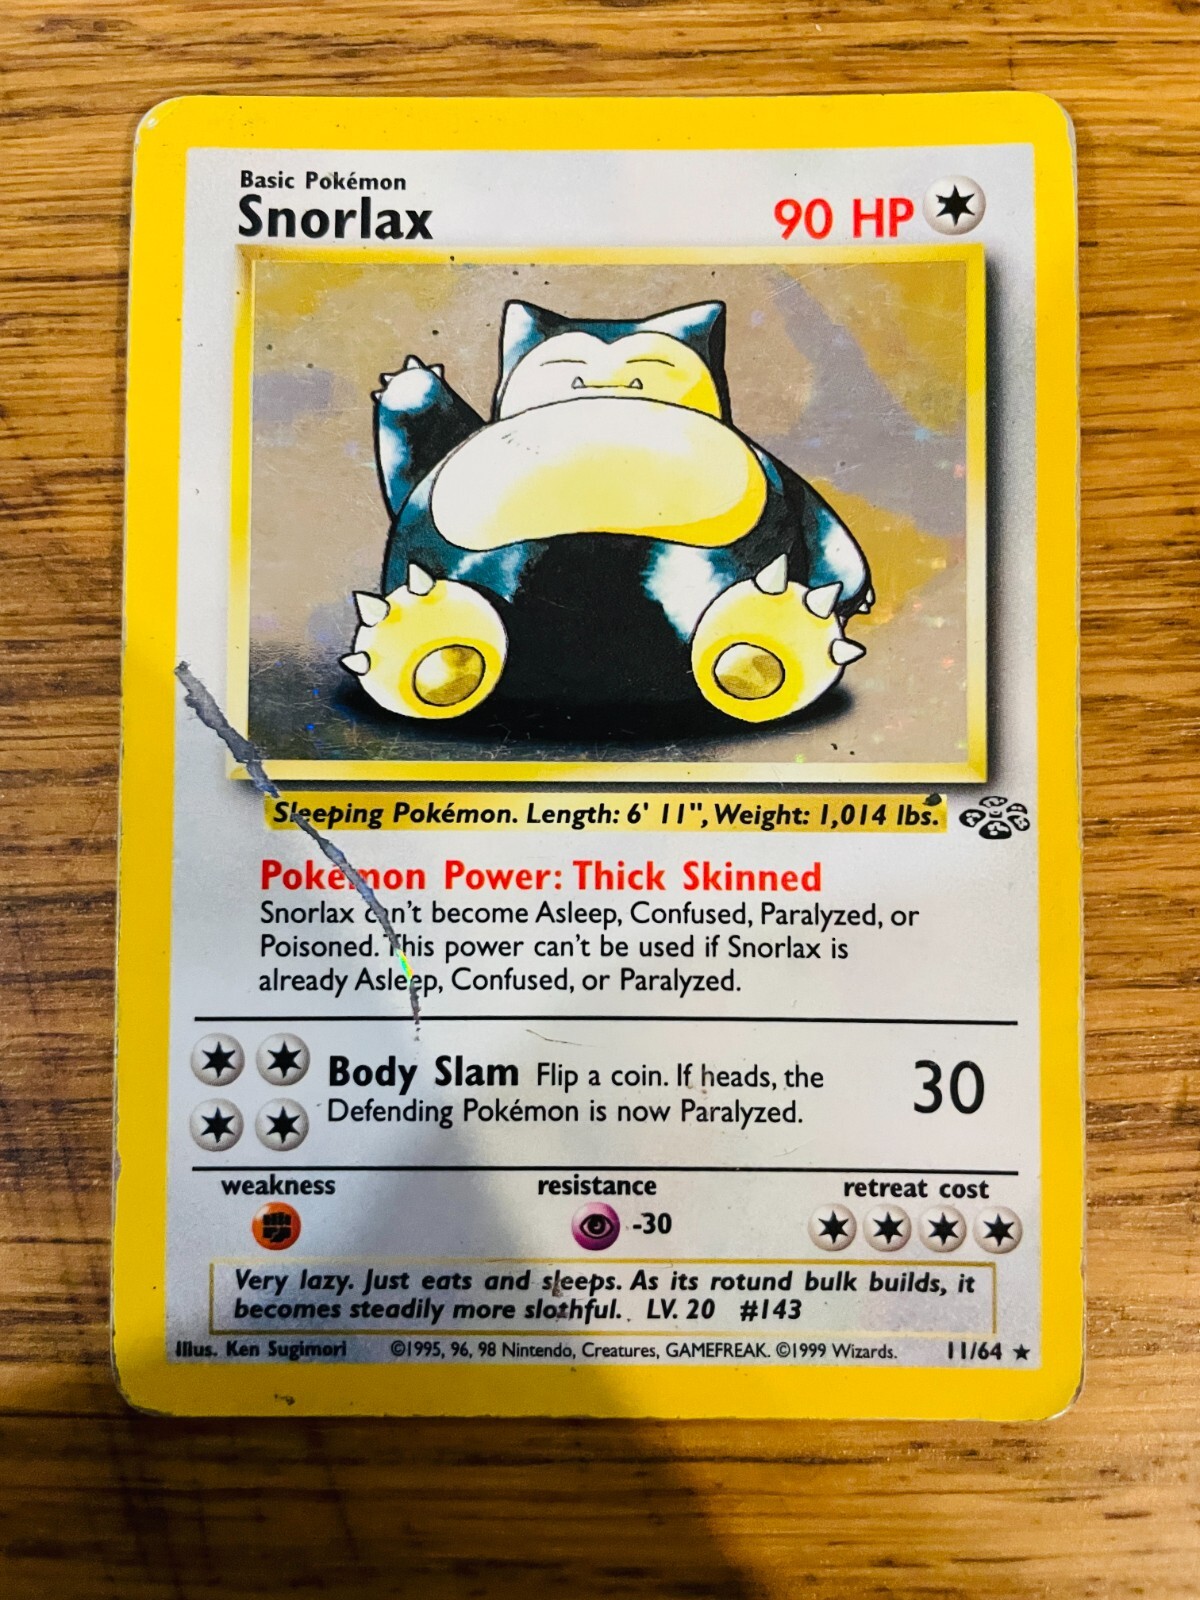 Basic Pokémon
Snorlax 90 HP
Sleeping Pokémon. Length: 6' 11", Weight: 1,014 lbs.
Pokémon Power: Thick Skinned
Snorlax can't become Asleep, Confused, Paralyzed, or
Poisoned. This power can't be used if Snorlax is
already Asleep, Confused, or Paralyzed.
Body Slam Flip a coin. If heads, the
Defending Pokémon is now Paralyzed.
30
weakness resistance retreat cost
-30
Very lazy. Just eats and sleeps. As its rotund bulk builds, it
becomes steadily more slothful. LV. 20 #143
Illus. Ken Sugimori ©1995, 96, 98 Nintendo, Creatures, GAMEFREAK. ©1999 Wizards. 11/64 ★